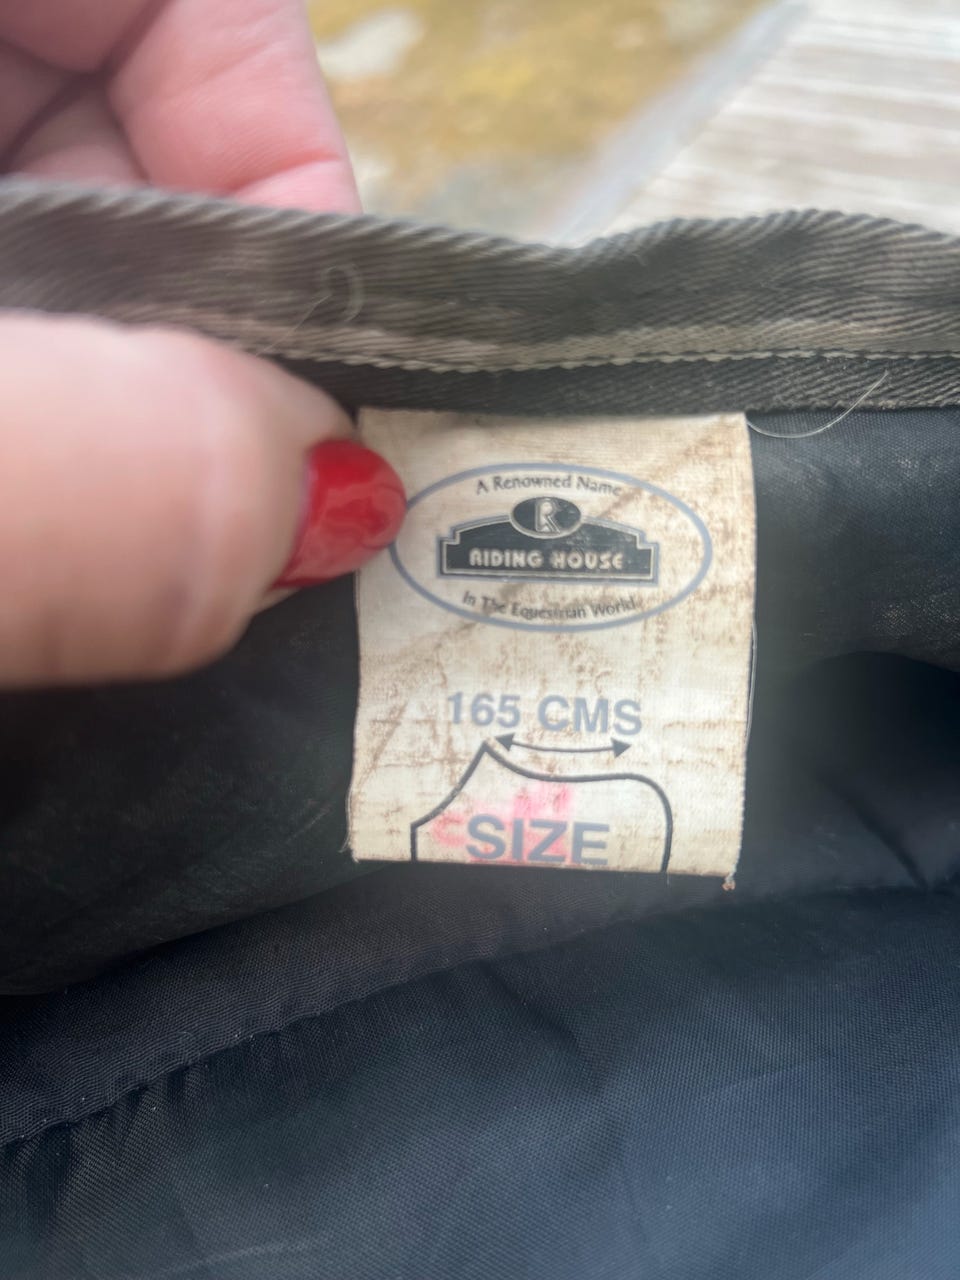 A Renowned Name
R
RIDING HOUSE
In The Equestrian World
165 CMS
SIZE